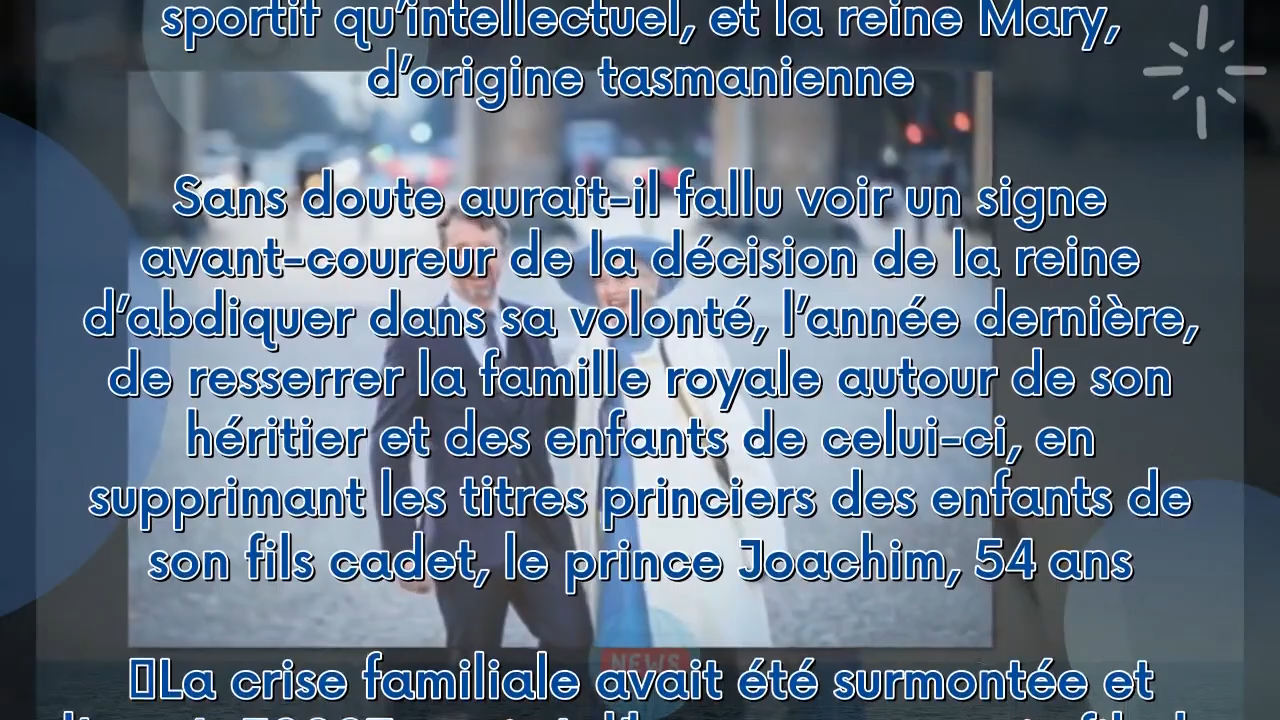 sportif qu'intellectuel, et la reine Mary,
d'origine tasmanienne
Sans doute aurait-il fallu voir un signe
avant-coureur de la décision de la reine
d'abdiquer dans sa volonté, l'année dernière,
de resserrer la famille royale autour de son
héritier et des enfants de celui-ci, en
supprimant les titres princiers des enfants de
son fils cadet, le prince Joachim, 54 ans
NEWS
La crise familiale avait été surmontée et